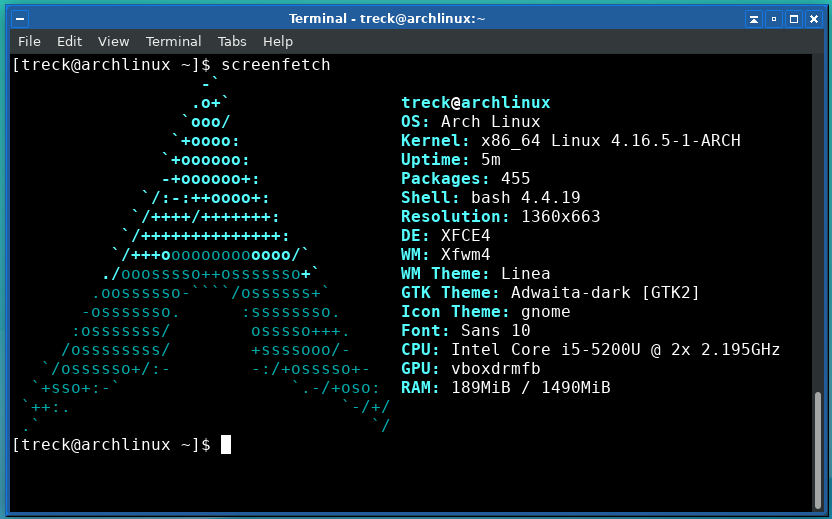 Terminal - treck@archlinux:~
File Edit View Terminal Tabs Help
[treck@archlinux ~]$ screenfetch
                   -`
                  .o+`                 treck@archlinux
                 `ooo/                 OS: Arch Linux
                `+oooo:                Kernel: x86_64 Linux 4.16.5-1-ARCH
               `+oooooo:               Uptime: 5m
               -+oooooo+:              Packages: 455
             `/:-:++oooo+:             Shell: bash 4.4.19
            `/++++/+++++++:            Resolution: 1360x663
           `/++++++++++++++:           DE: XFCE4
          `/+++ooooooooooooo/`         WM: Xfwm4
         ./ooosssso++osssssso+`        WM Theme: Linea
        .oossssso-````/ossssss+`       GTK Theme: Adwaita-dark [GTK2]
       -osssssso.      :ssssssso.      Icon Theme: gnome
      :osssssss/        osssso+++.     Font: Sans 10
     /ossssssss/        +ssssooo/-     CPU: Intel Core i5-5200U @ 2x 2.195GHz
   `/ossssso+/:-        -:/+osssso+-   GPU: vboxdrmfb
  `+sso+:-`                 `.-/+oso:  RAM: 189MiB / 1490MiB
 `++:.                           `-/+/
 .`                                 `/
[treck@archlinux ~]$